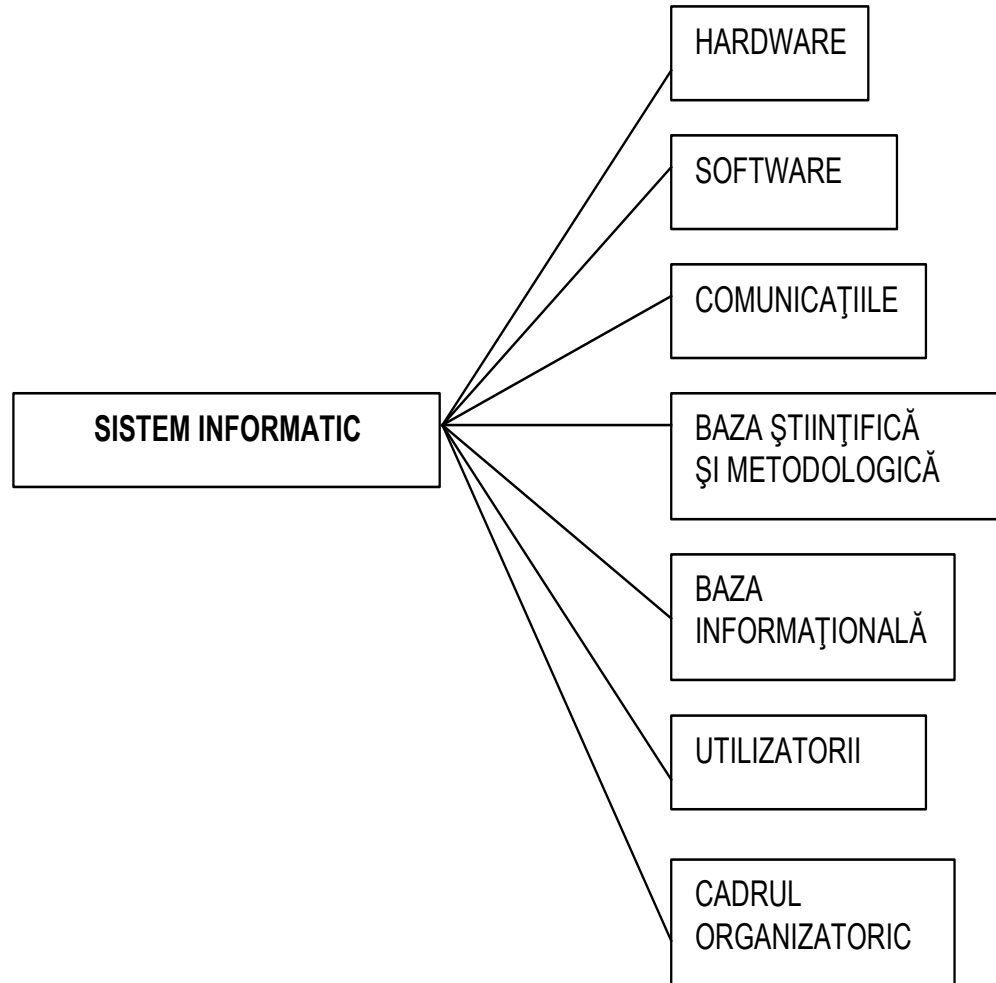 HARDWARE
SOFTWARE
COMUNICAŢIILE
SISTEM INFORMATIC
BAZA ŞTIINŢIFICĂ
ŞI METODOLOGICĂ
BAZA
INFORMAŢIONALĂ
UTILIZATORII
CADRUL
ORGANIZATORIC